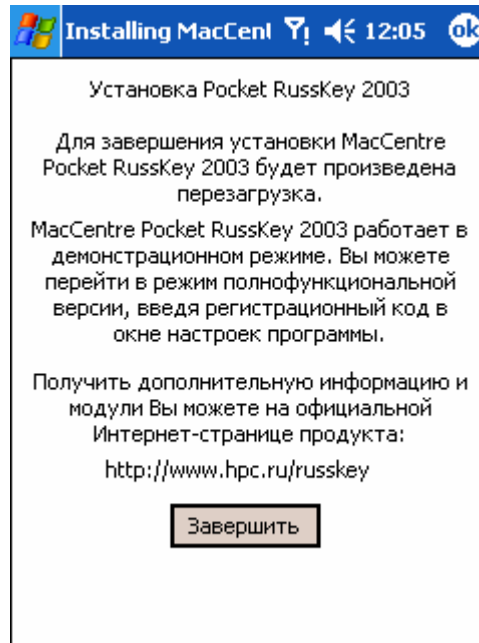 Installing MacCent 12:05 ok
Установка Pocket RussKey 2003
Для завершения установки MacCentre
Pocket RussKey 2003 будет произведена
перезагрузка.
MacCentre Pocket RussKey 2003 работает в
демонстрационном режиме. Вы можете
перейти в режим полнофункциональной
версии, введя регистрационный код в
окне настроек программы.
Получить дополнительную информацию и
модули Вы можете на официальной
Интернет-странице продукта:
http://www.hpc.ru/russkey
Завершить